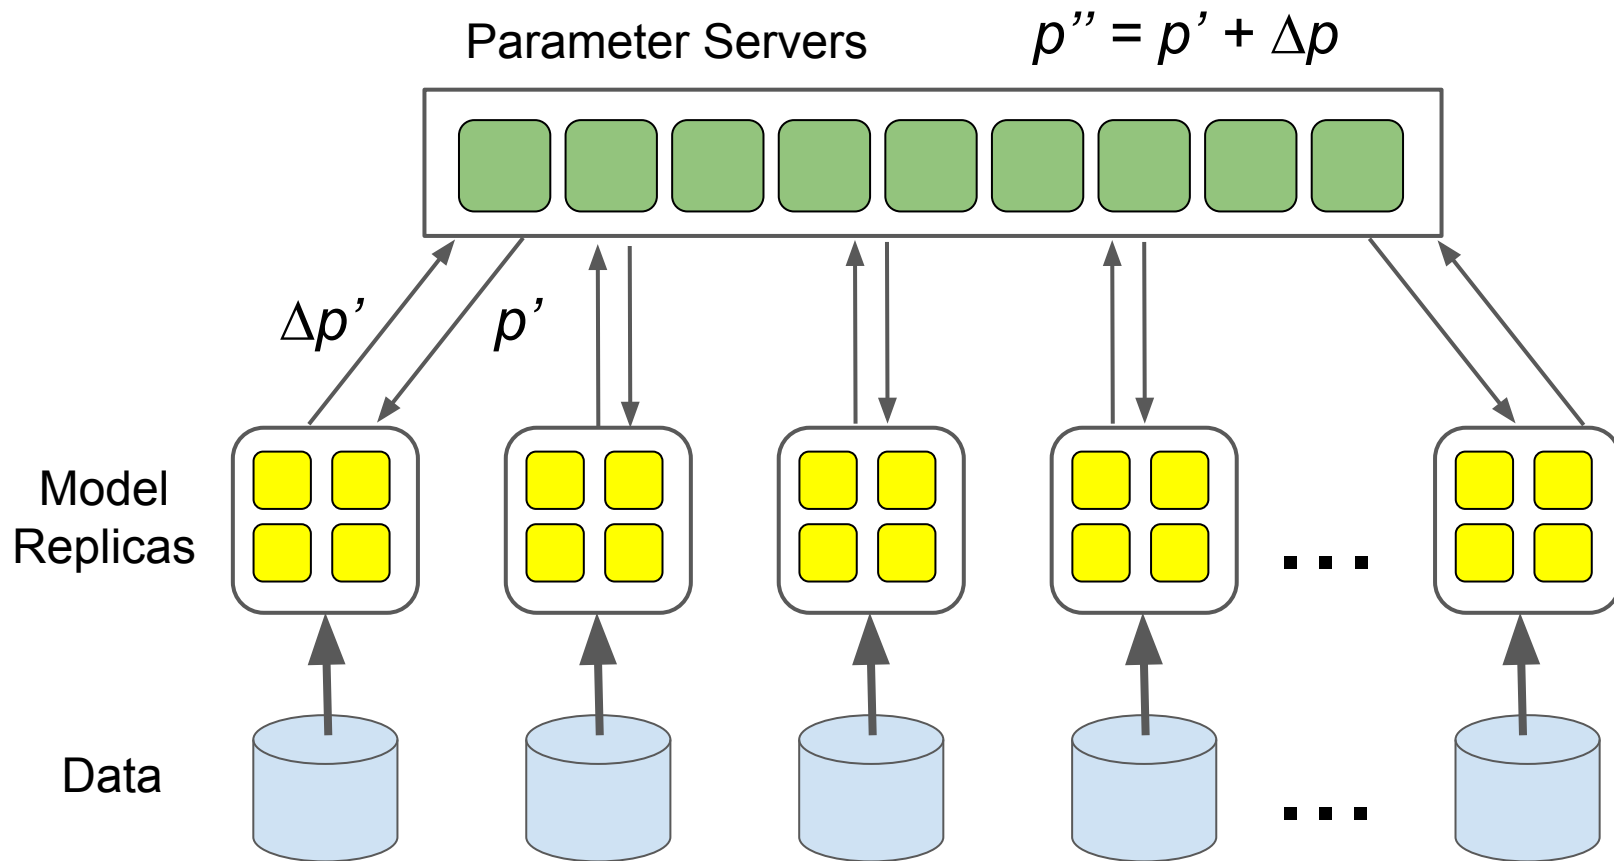 Parameter Servers
p’’ = p’ + Δp
Δp’
p’
Model
Replicas
...
Data
...